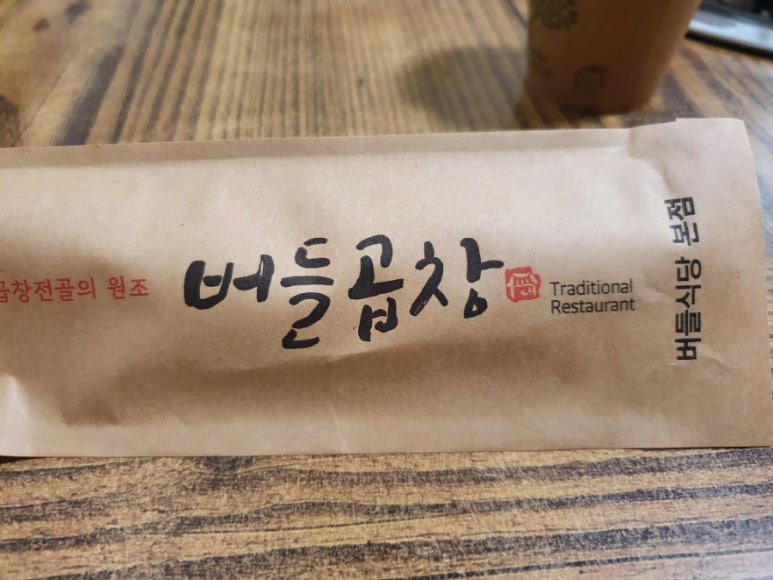 곱창전골의 원조
버들곱창
Traditional
Restaurant
버들식당 본점